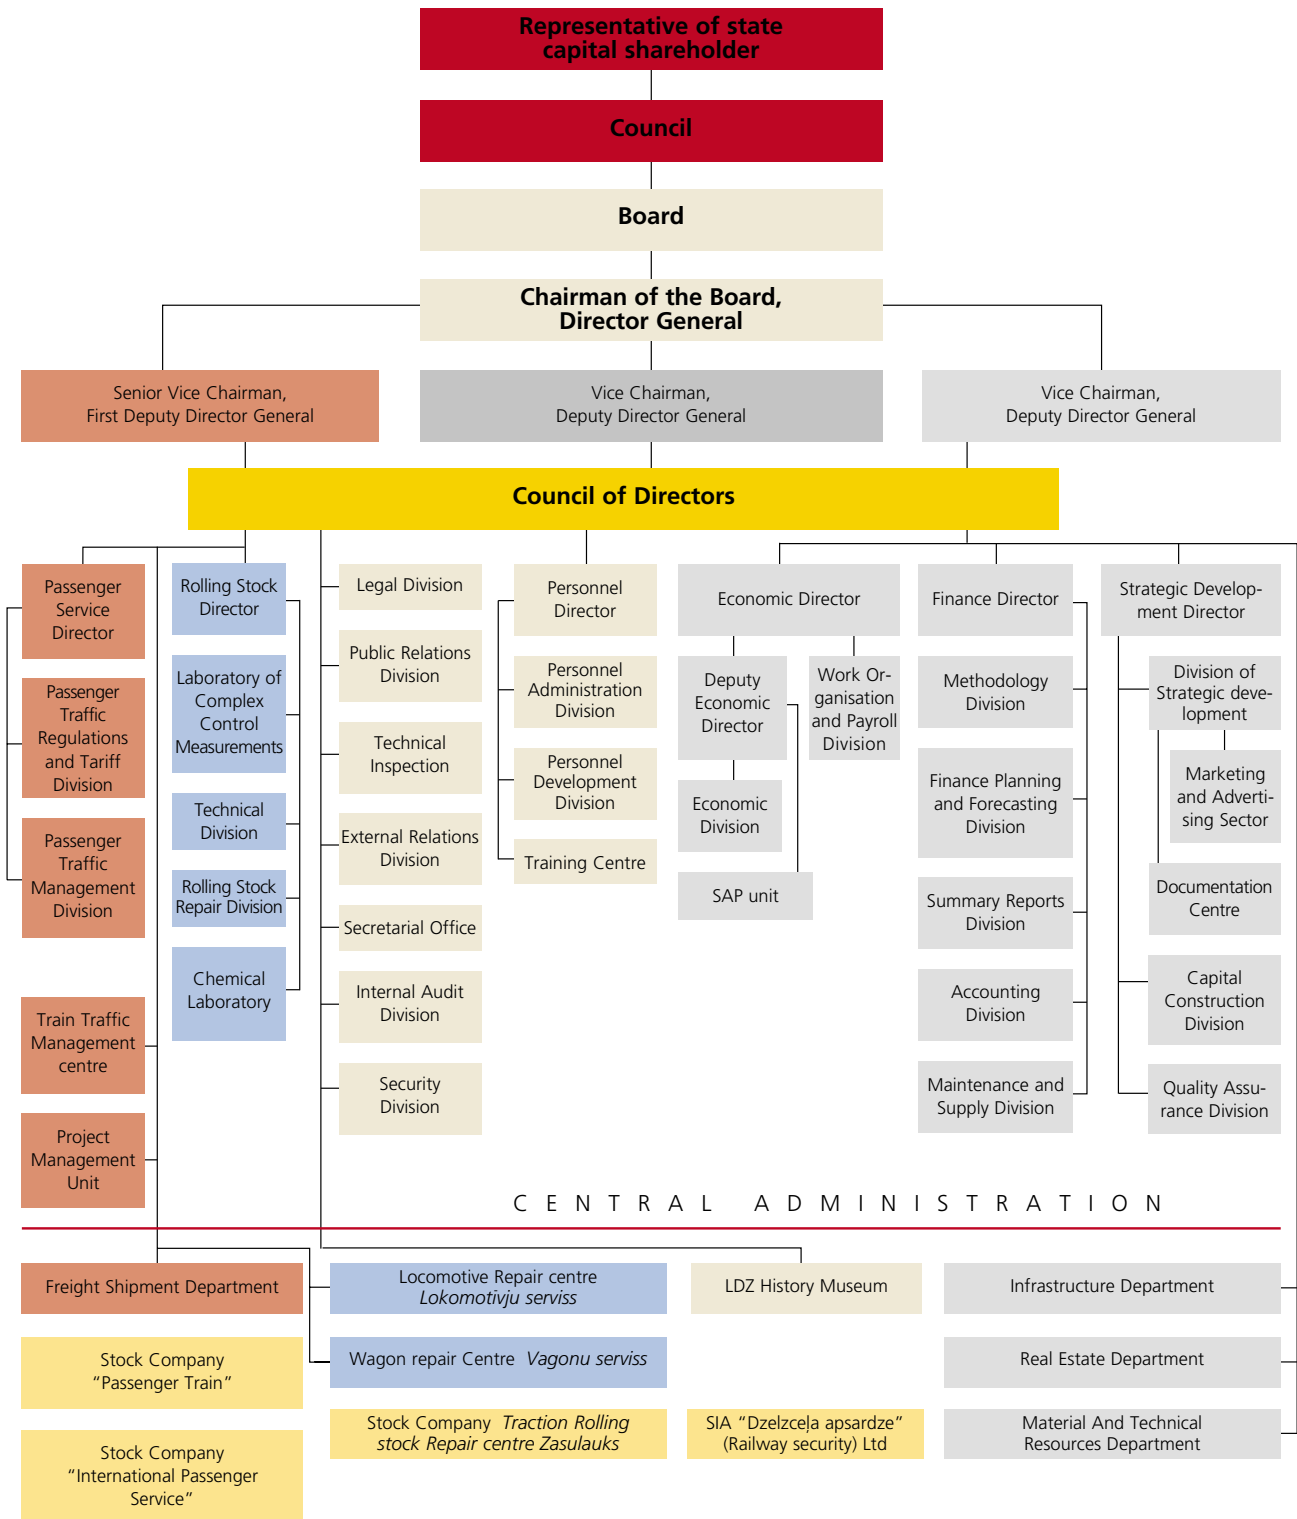 Representative of state
capital shareholder
Council
Board
Chairman of the Board,
Director General
Senior Vice Chairman,
First Deputy Director General
Vice Chairman,
Deputy Director General
Vice Chairman,
Deputy Director General
Council of Directors
Passenger
Service
Director
Passenger
Traffic
Regulations
and Tariff
Division
Passenger
Traffic
Management
Division
Train Traffic
Management
centre
Project
Management
Unit
Rolling Stock
Director
Laboratory of
Complex
Control
Measurements
Technical
Division
Rolling Stock
Repair Division
Chemical
Laboratory
Legal Division
Public Relations
Division
Technical
Inspection
External Relations
Division
Secretarial Office
Internal Audit
Division
Security
Division
Personnel
Director
Personnel
Administration
Division
Personnel
Development
Division
Training Centre
Economic Director
Deputy
Economic
Director
Economic
Division
SAP unit
Work Or-
ganisation
and Payroll
Division
Finance Director
Methodology
Division
Finance Planning
and Forecasting
Division
Summary Reports
Division
Accounting
Division
Maintenance and
Supply Division
Strategic Develop-
ment Director
Division of
Strategic deve-
lopment
Marketing
and Adverti-
sing Sector
Documentation
Centre
Capital
Construction
Division
Quality Assu-
rance Division
CENTRAL ADMINISTRATION
Freight Shipment Department
Stock Company
“Passenger Train”
Stock Company
“International Passenger
Service”
Locomotive Repair centre
Lokomotivju serviss
Wagon repair Centre Vagonu serviss
Stock Company Traction Rolling
stock Repair centre Zasulauks
LDZ History Museum
SIA “Dzelzceļa apsardze”
(Railway security) Ltd
Infrastructure Department
Real Estate Department
Material And Technical
Resources Department